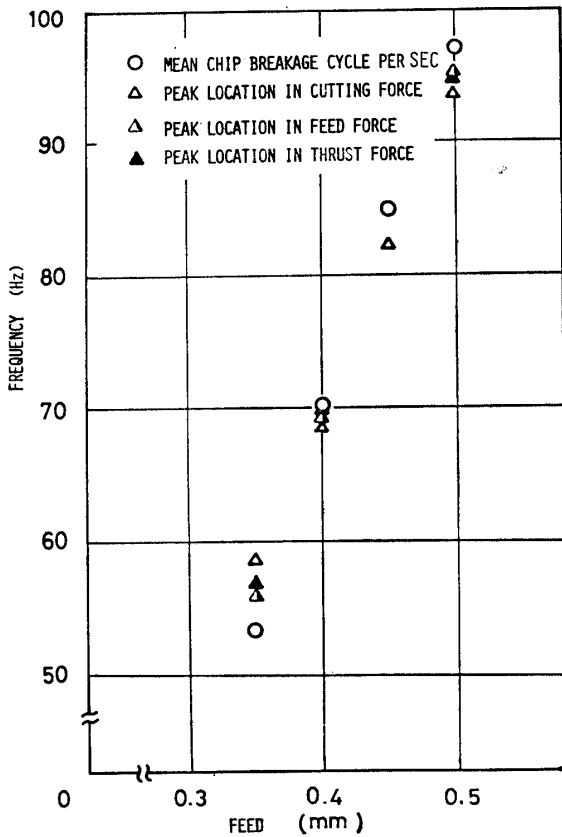 100
○ MEAN CHIP BREAKAGE CYCLE PER SEC
△ PEAK LOCATION IN CUTTING FORCE
PEAK LOCATION IN FEED FORCE
▲ PEAK LOCATION IN THRUST FORCE
90
80
FREQUENCY (Hz)
70
60
50
0 0.3 0.4 0.5
FEED (mm)